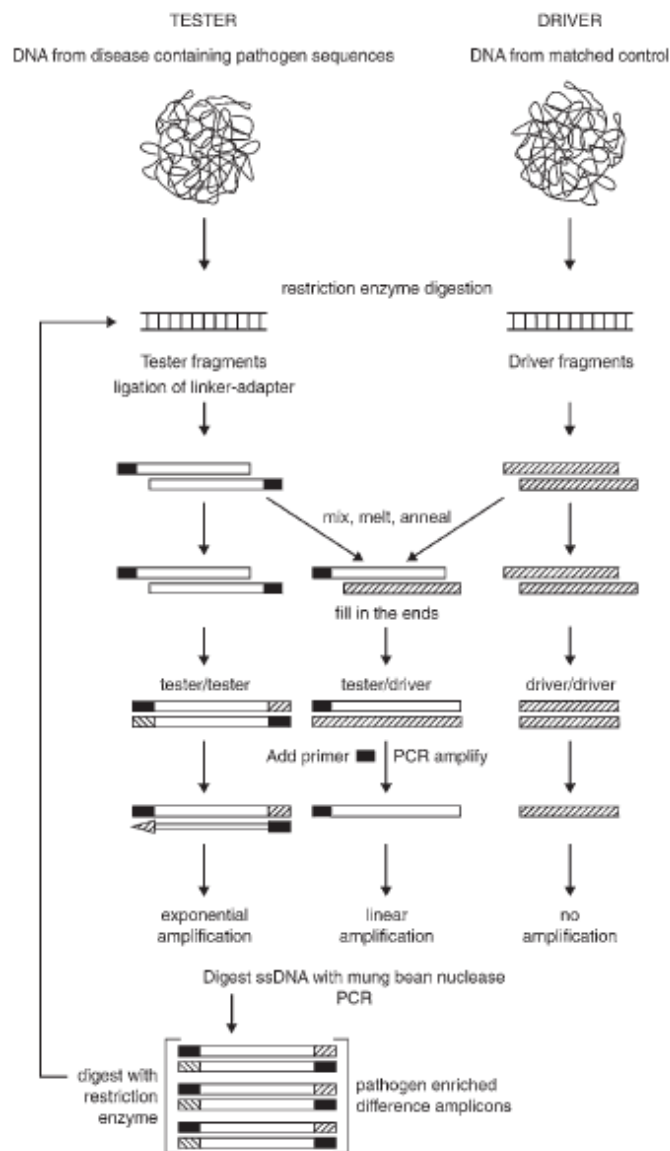 TESTER
DRIVER
DNA from disease containing pathogen sequences
DNA from matched control
restriction enzyme digestion
Tester fragments
Driver fragments
ligation of linker-adapter
mix, melt, anneal
fill in the ends
tester/tester
tester/driver
driver/driver
Add primer
PCR amplify
exponential
amplification
linear
amplification
no
amplification
Digest ssDNA with mung bean nuclease
PCR
digest with
restriction
enzyme
pathogen enriched
difference amplicons